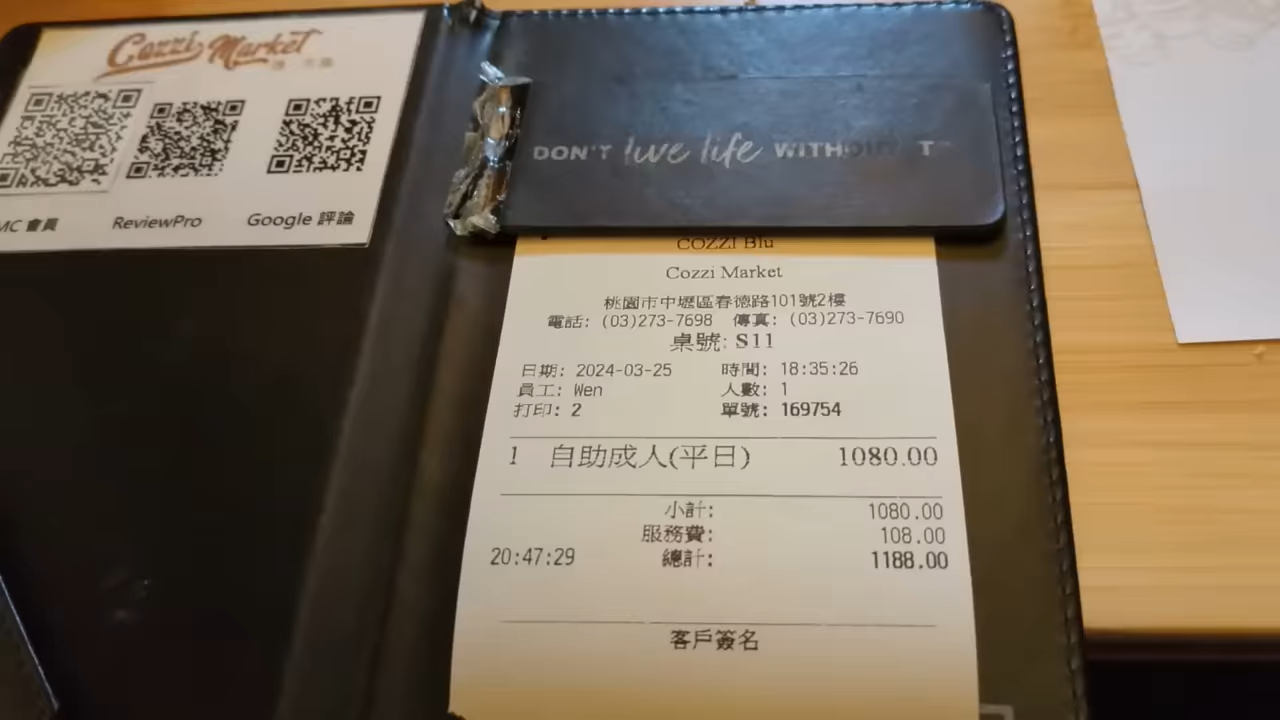 Cozzi Market
MC 會員
ReviewPro
Google 評論
DON'T live life WITHOUT T
COZZI Blu
Cozzi Market
桃園市中壢區春德路101號2樓
電話: (03)273-7698 傳真: (03)273-7690
桌號: S11
日期: 2024-03-25 時間: 18:35:26
員工: Wen 人數: 1
打印: 2 單號: 169754
1 自助成人(平日) 1080.00
小計: 1080.00
服務費: 108.00
20:47:29 總計: 1188.00
客戶簽名